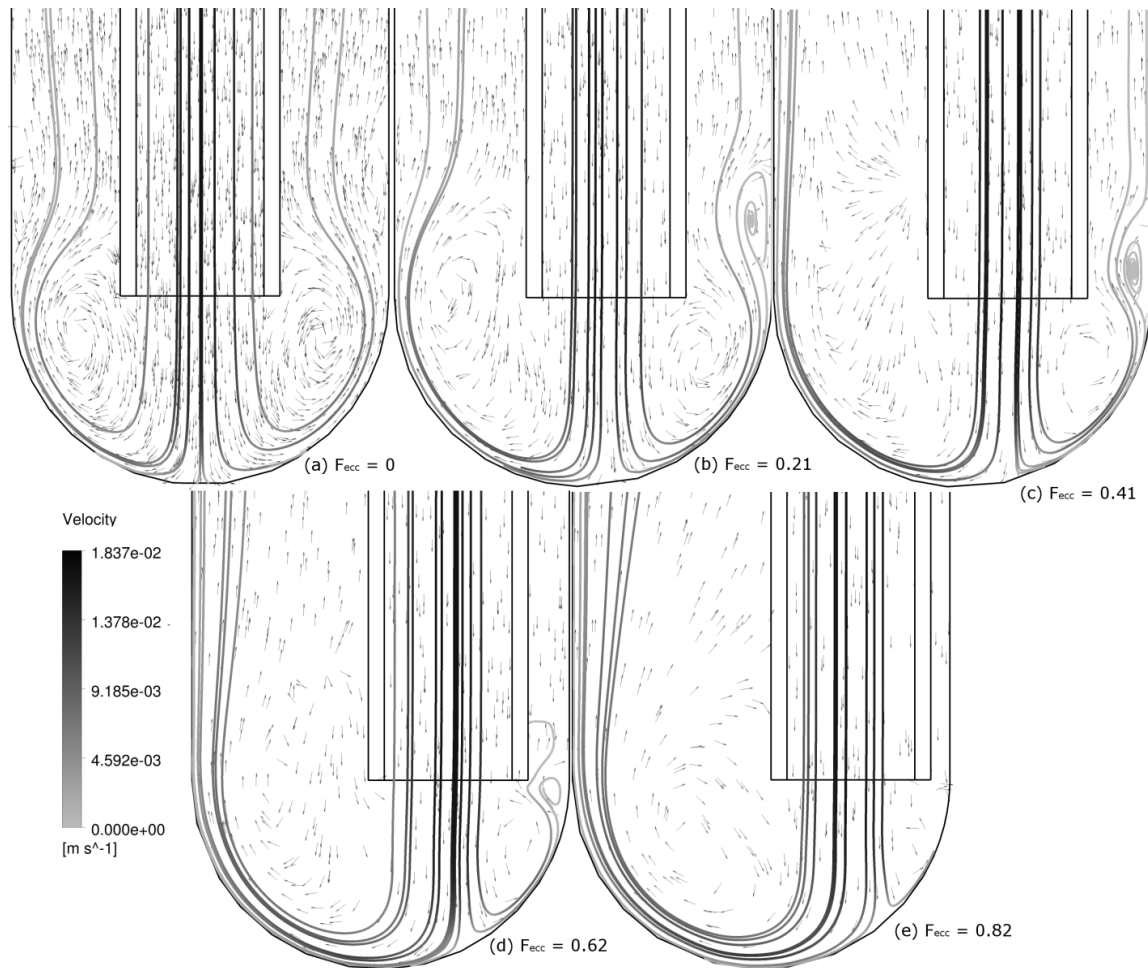 (a) Fecc = 0
(b) Fecc = 0.21
(c) Fecc = 0.41
Velocity
1.837e-02
1.378e-02
9.185e-03
4.592e-03
0.000e+00
[m s^-1]
(d) Fecc = 0.62
(e) Fecc = 0.82